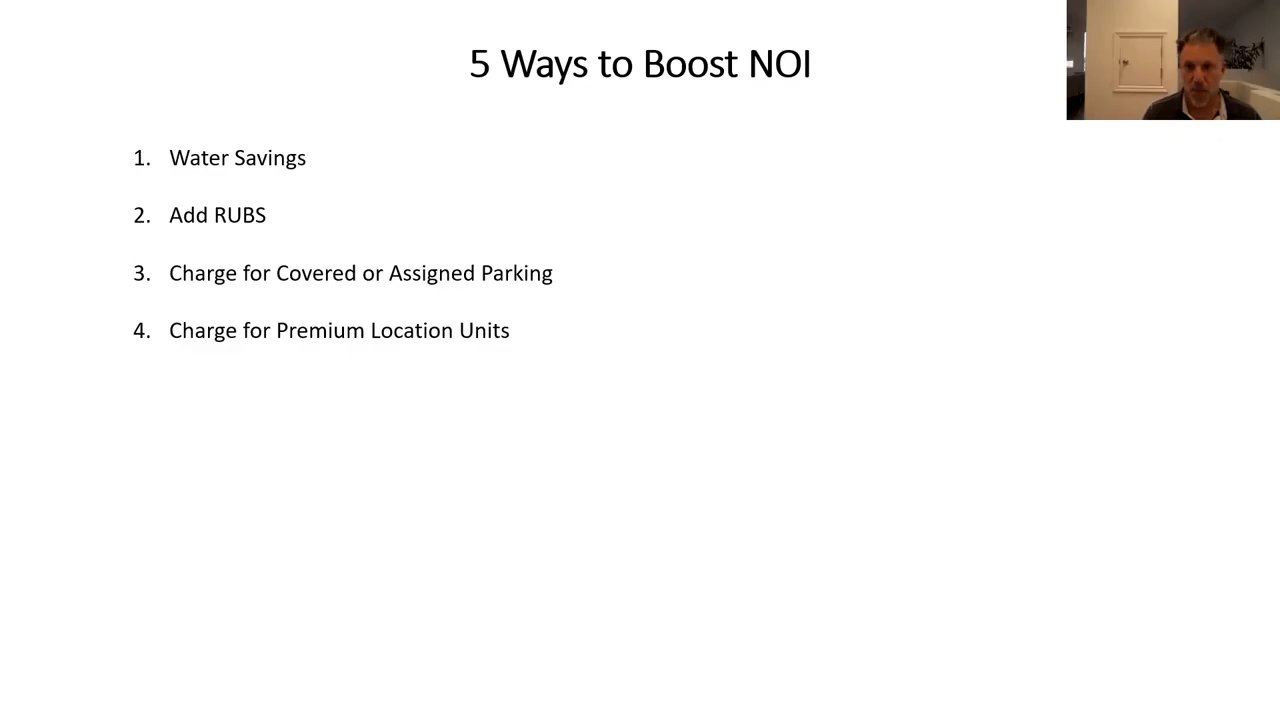 5 Ways to Boost NOI
1. Water Savings
2. Add RUBS
3. Charge for Covered or Assigned Parking
4. Charge for Premium Location Units